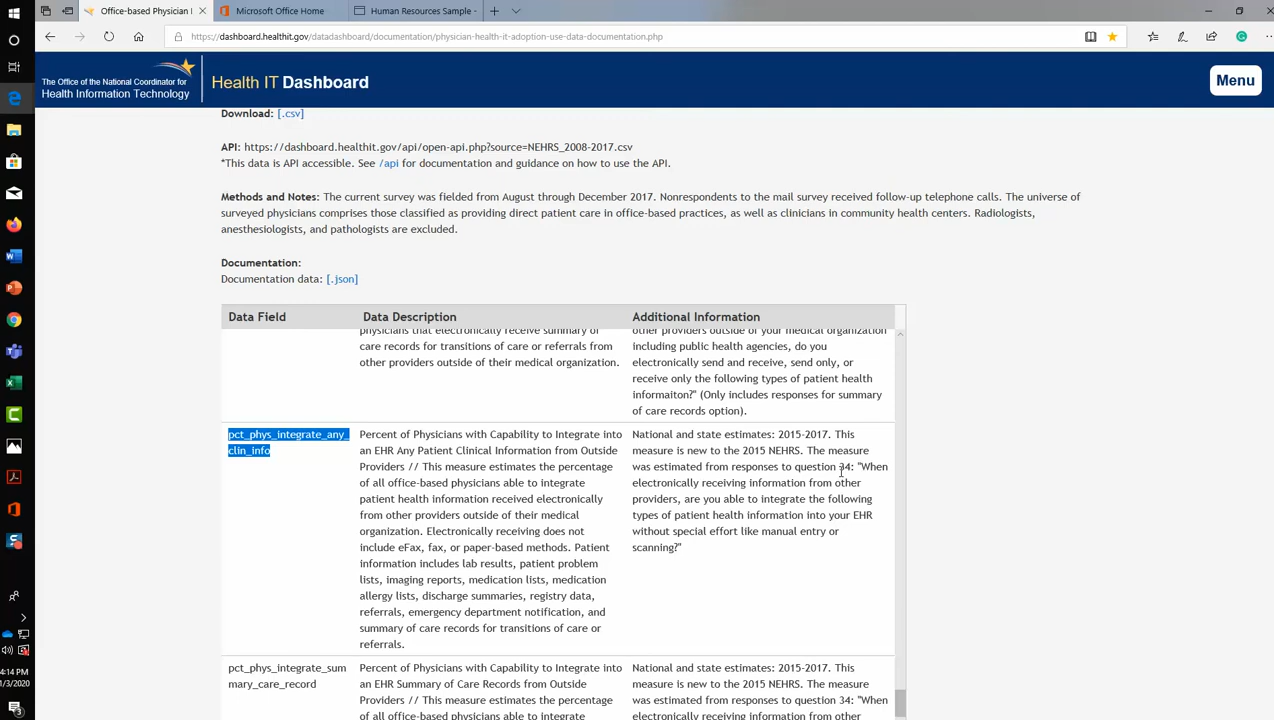 Office-based Physician
Microsoft Office Home
Human Resources Sample -
https://dashboard.healthit.gov/datadashboard/documentation/physician-health-it-adoption-use-data-documentation.php
The Office of the National Coordinator for
Health Information Technology
Health IT Dashboard
Menu
Download: [.csv]
API: https://dashboard.healthit.gov/api/open-api.php?source=NEHRS_2008-2017.csv
*This data is API accessible. See /api for documentation and guidance on how to use the API.
Methods and Notes: The current survey was fielded from August through December 2017. Nonrespondents to the mail survey received follow-up telephone calls. The universe of
surveyed physicians comprises those classified as providing direct patient care in office-based practices, as well as clinicians in community health centers. Radiologists,
anesthesiologists, and pathologists are excluded.
Documentation:
Documentation data: [.json]
Data Field
Data Description
Additional Information
physicians that electronically receive summary of
care records for transitions of care or referrals from
other providers outside of their medical organization.
other providers outside of your medical organization
including public health agencies, do you
electronically send and receive, send only, or
receive only the following types of patient health
informaiton?" (Only includes responses for summary
of care records option).
pct_phys_integrate_any_
clin_info
Percent of Physicians with Capability to Integrate into
an EHR Any Patient Clinical Information from Outside
Providers // This measure estimates the percentage
of all office-based physicians able to integrate
patient health information received electronically
from other providers outside of their medical
organization. Electronically receiving does not
include eFax, fax, or paper-based methods. Patient
information includes lab results, patient problem
lists, imaging reports, medication lists, medication
allergy lists, discharge summaries, registry data,
referrals, emergency department notification, and
summary of care records for transitions of care or
referrals.
National and state estimates: 2015-2017. This
measure is new to the 2015 NEHRS. The measure
was estimated from responses to question 34: "When
electronically receiving information from other
providers, are you able to integrate the following
types of patient health information into your EHR
without special effort like manual entry or
scanning?"
pct_phys_integrate_sum
mary_care_record
Percent of Physicians with Capability to Integrate into
an EHR Summary of Care Records from Outside
Providers // This measure estimates the percentage
of all office-based physicians able to integrate
National and state estimates: 2015-2017. This
measure is new to the 2015 NEHRS. The measure
was estimated from responses to question 34: "When
electronically receiving information from other
4:14 PM
1/3/2020